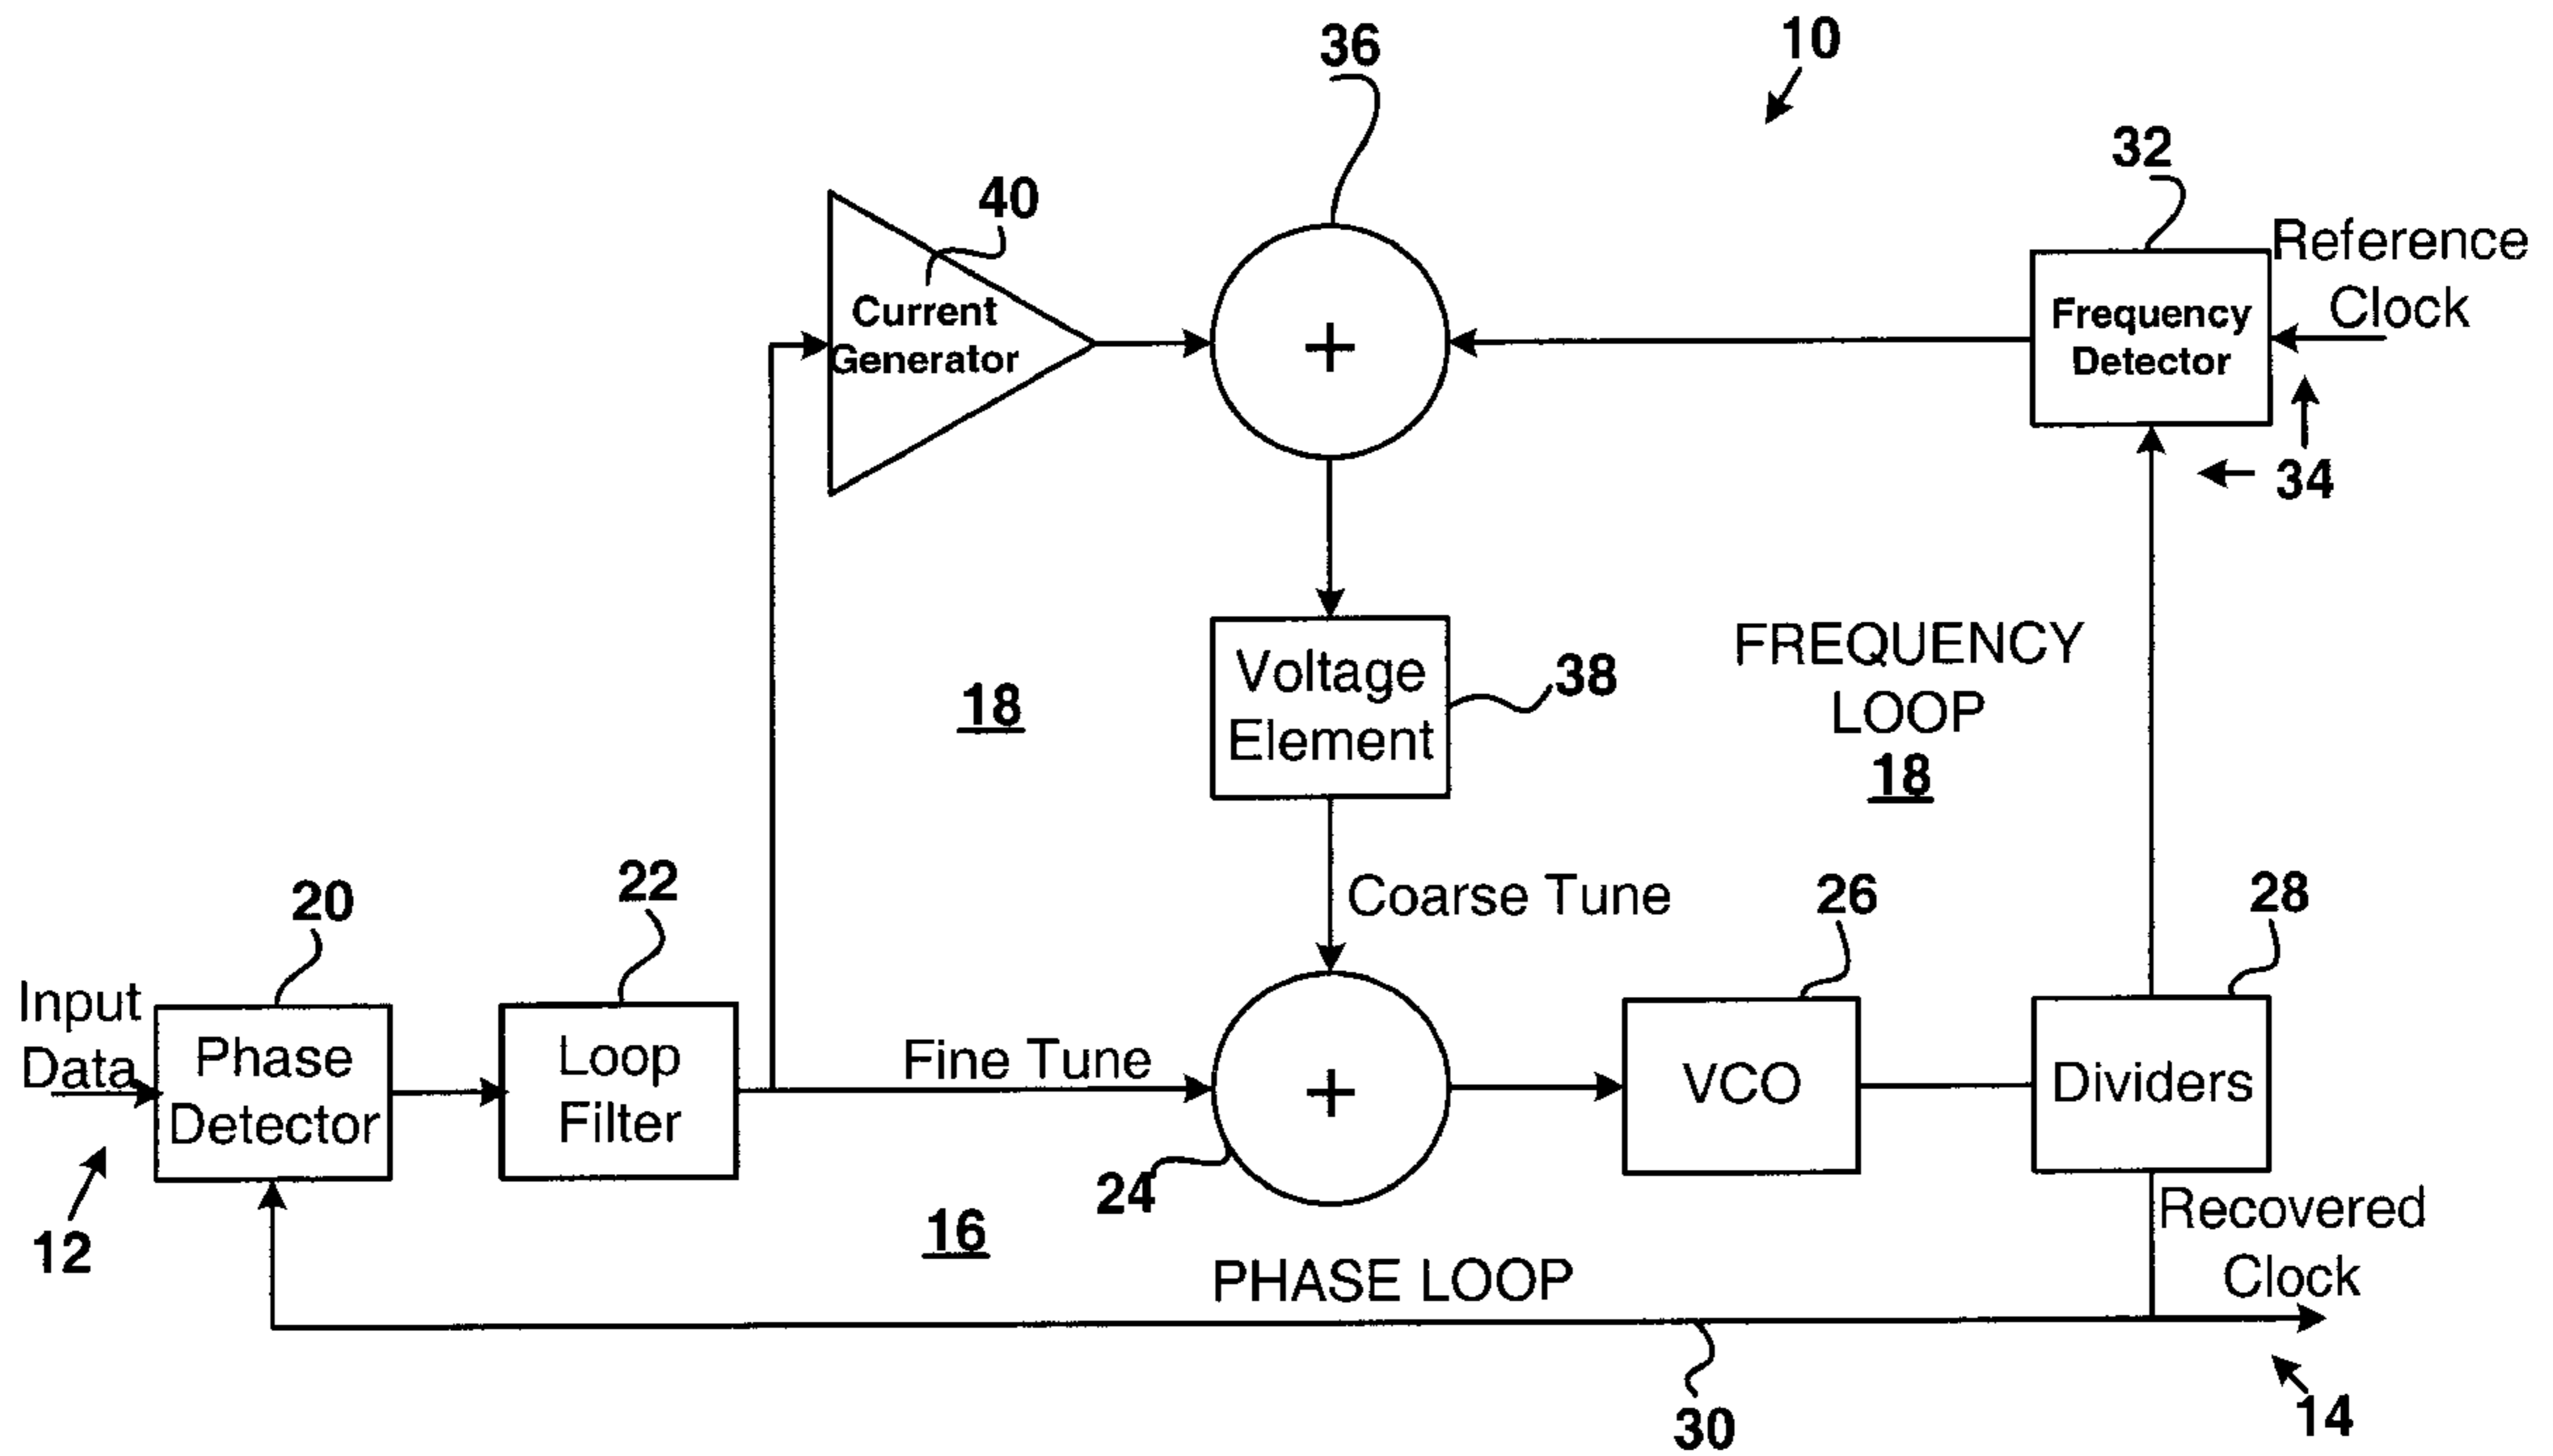 36
10
32
40
Reference
Clock
Current
Generator
+
Frequency
Detector
34
Voltage
Element
38
FREQUENCY
LOOP
18
18
Coarse Tune
20
22
26
28
Input
Data
Phase
Detector
Loop
Filter
Fine Tune
+
VCO
Dividers
24
12
16
PHASE LOOP
Recovered
Clock
30
14